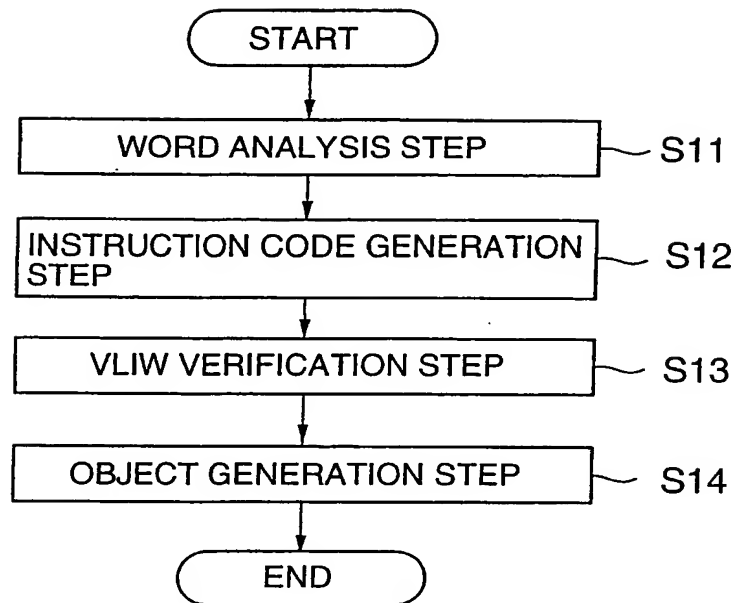 START
WORD ANALYSIS STEP
S11
INSTRUCTION CODE GENERATION
STEP
S12
VLIW VERIFICATION STEP
S13
OBJECT GENERATION STEP
S14
END